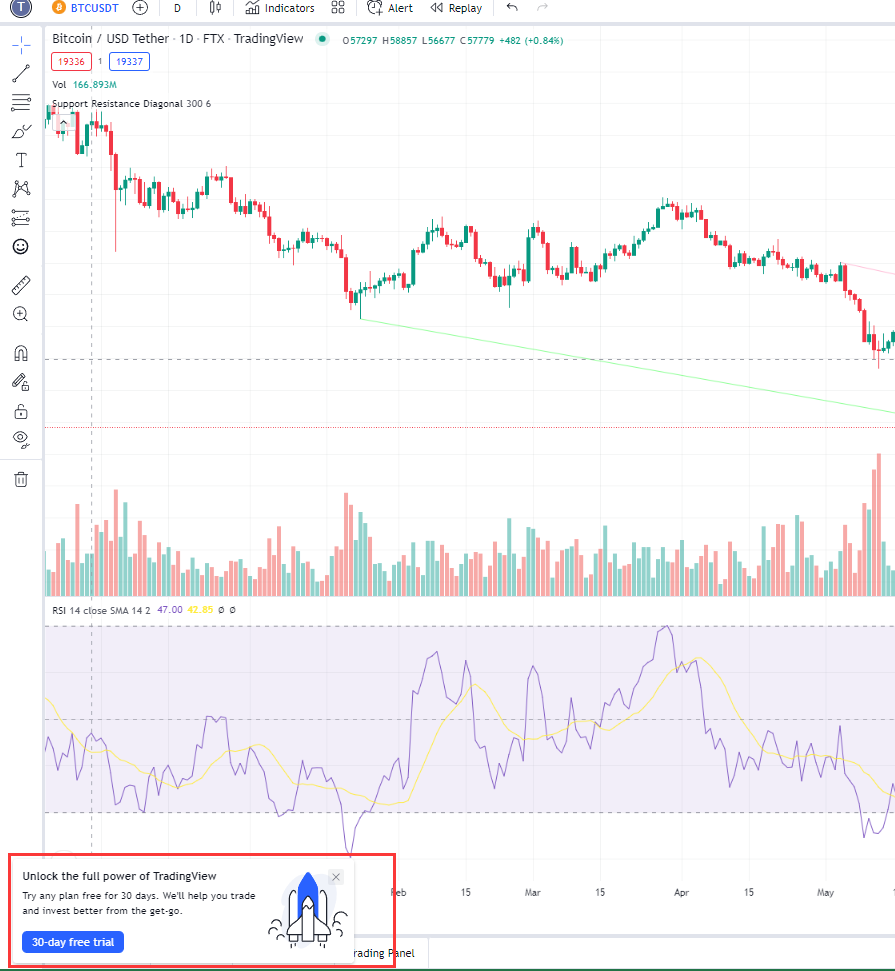 T BTCUSDT D Indicators Alert Replay
Bitcoin / USD Tether · 1D · FTX · TradingView O57297 H58857 L56677 C57779 +482 (+0.84%)
19336 1 19337
Vol 166.893M
Support Resistance Diagonal 300 6
RSI 14 close SMA 14 2 47.00 42.85 Ø Ø
Feb 15 Mar 15 Apr 15 May
Unlock the full power of TradingView
Try any plan free for 30 days. We'll help you trade
and invest better from the get-go.
30-day free trial
rading Panel